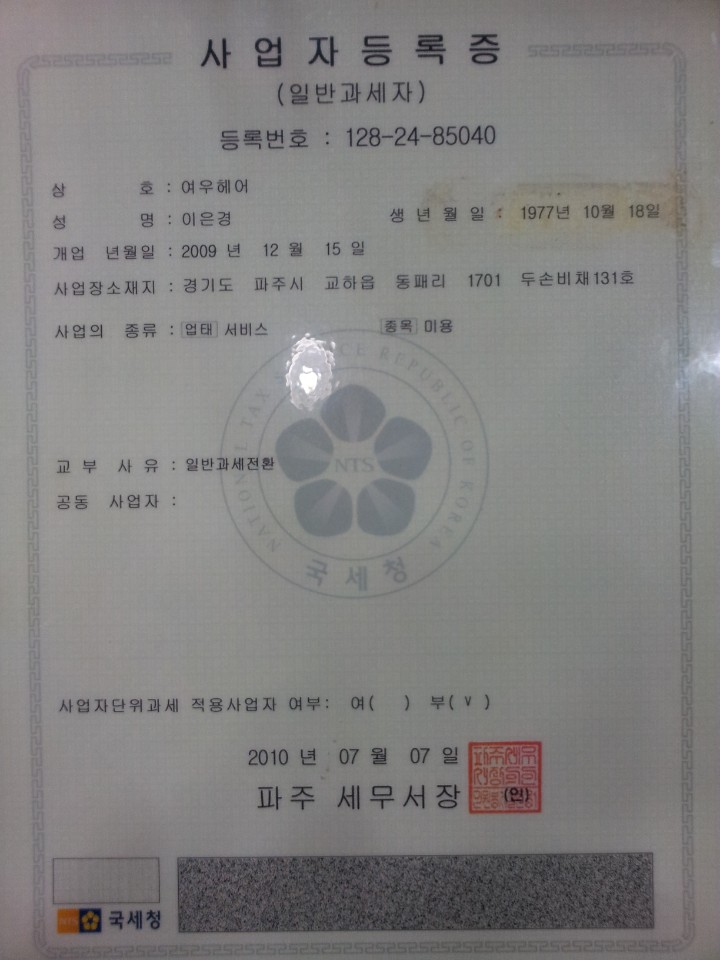 사업자등록증
(일반과세자)
등록번호 : 128-24-85040
상 호 : 여우헤어
성 명 : 이은경 생 년 월 일 : 1977년 10월 18일
개업 년월일 : 2009 년 12 월 15 일
사업장소재지 : 경기도 파주시 교하읍 동패리 1701 두손비채131호
사업의 종류 : 업태 서비스 종목 미용
NATIONAL TAX SERVICE REPUBLIC OF KOREA
NTS
국세청
교 부 사 유 : 일반과세전환
공동 사업자 :
사업자단위과세 적용사업자 여부: 여( ) 부( v )
2010 년 07 월 07 일
파주 세무서장 (인)
NTS 국세청